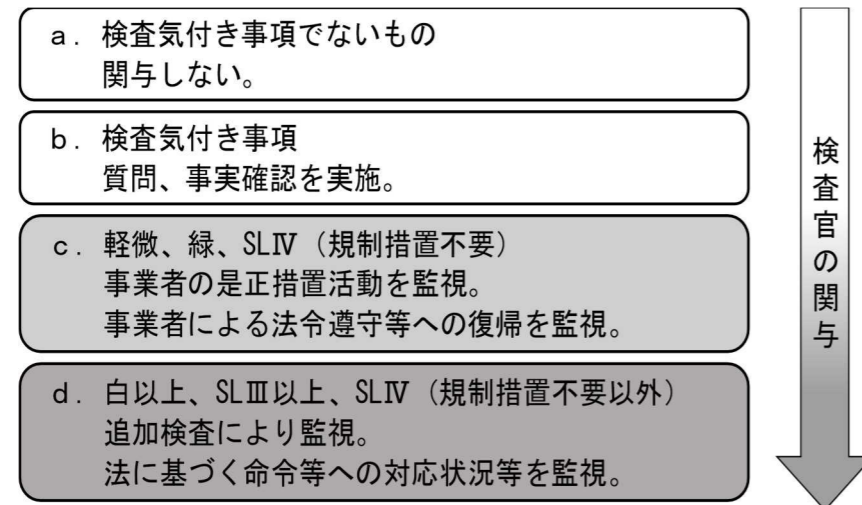 a. 検査気付き事項でないもの
関与しない。
b. 検査気付き事項
質問、事実確認を実施。
c. 軽微、緑、SLⅣ（規制措置不要）
事業者の是正措置活動を監視。
事業者による法令遵守等への復帰を監視。
d. 白以上、SLⅢ以上、SLⅣ（規制措置不要以外）
追加検査により監視。
法に基づく命令等への対応状況等を監視。
検査官の関与